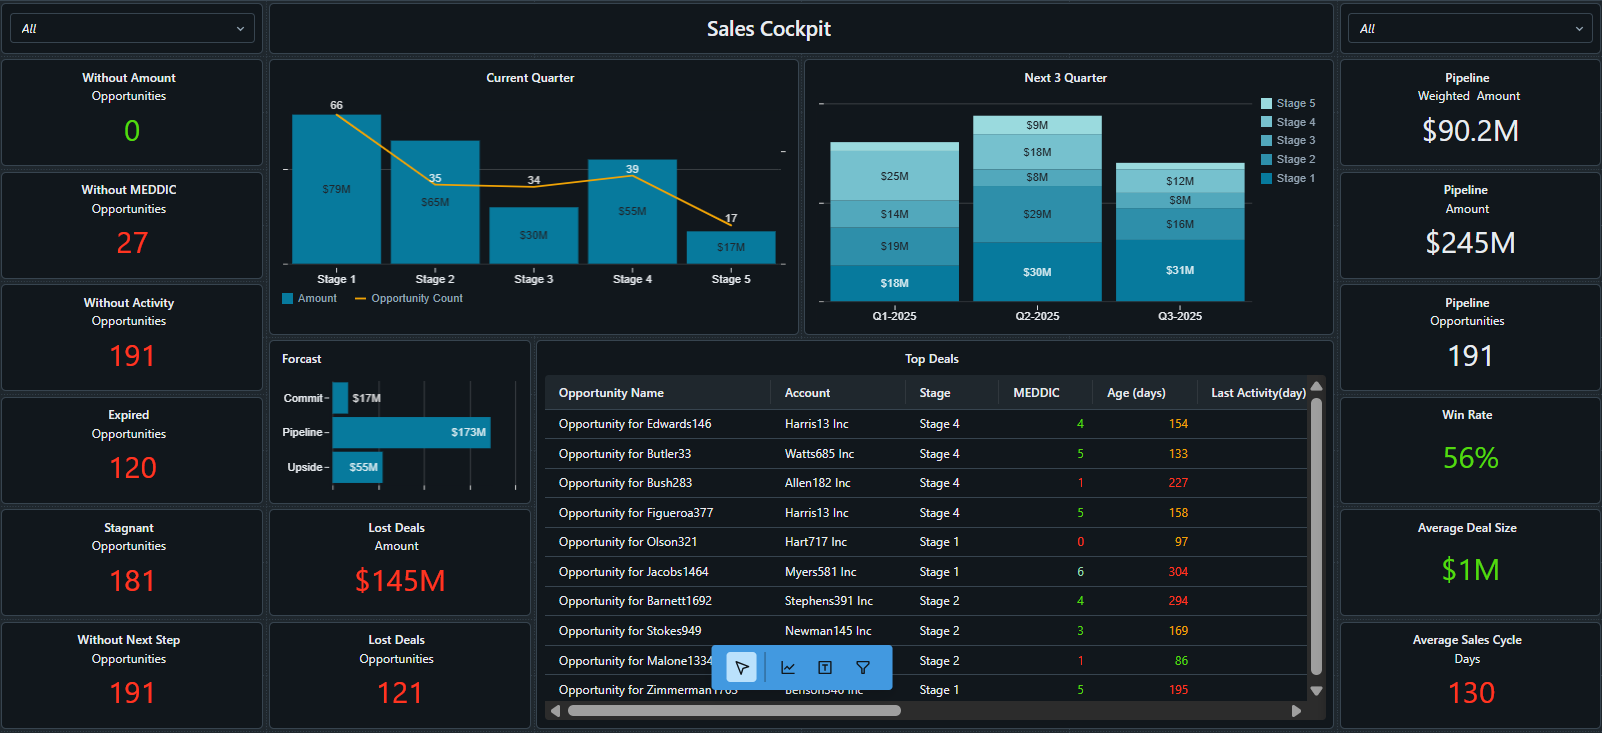 All
Sales Cockpit
All
Without Amount
Opportunities
0
Without MEDDIC
Opportunities
27
Without Activity
Opportunities
191
Expired
Opportunities
120
Stagnant
Opportunities
181
Without Next Step
Opportunities
191
Current Quarter
66
35
34
39
17
$79M
$65M
$30M
$55M
$17M
Stage 1
Stage 2
Stage 3
Stage 4
Stage 5
Amount
Opportunity Count
Next 3 Quarter
$25M
$14M
$19M
$18M
$9M
$18M
$8M
$29M
$30M
$12M
$8M
$16M
$31M
Q1-2025
Q2-2025
Q3-2025
Stage 5
Stage 4
Stage 3
Stage 2
Stage 1
Forcast
Commit
$17M
Pipeline
$173M
Upside
$55M
Lost Deals
Amount
$145M
Lost Deals
Opportunities
121
Top Deals
Opportunity Name Account Stage MEDDIC Age (days) Last Activity(day)
Opportunity for Edwards146 Harris13 Inc Stage 4 4 154
Opportunity for Butler33 Watts685 Inc Stage 4 5 133
Opportunity for Bush283 Allen182 Inc Stage 4 1 227
Opportunity for Figueroa377 Harris13 Inc Stage 4 5 158
Opportunity for Olson321 Hart717 Inc Stage 1 0 97
Opportunity for Jacobs1464 Myers581 Inc Stage 1 6 304
Opportunity for Barnett1692 Stephens391 Inc Stage 2 4 294
Opportunity for Stokes949 Newman145 Inc Stage 2 3 169
Opportunity for Malone1334 Stage 2 1 86
Opportunity for Stage 1 5 195
Pipeline
Weighted Amount
$90.2M
Pipeline
Amount
$245M
Pipeline
Opportunities
191
Win Rate
56%
Average Deal Size
$1M
Average Sales Cycle
Days
130